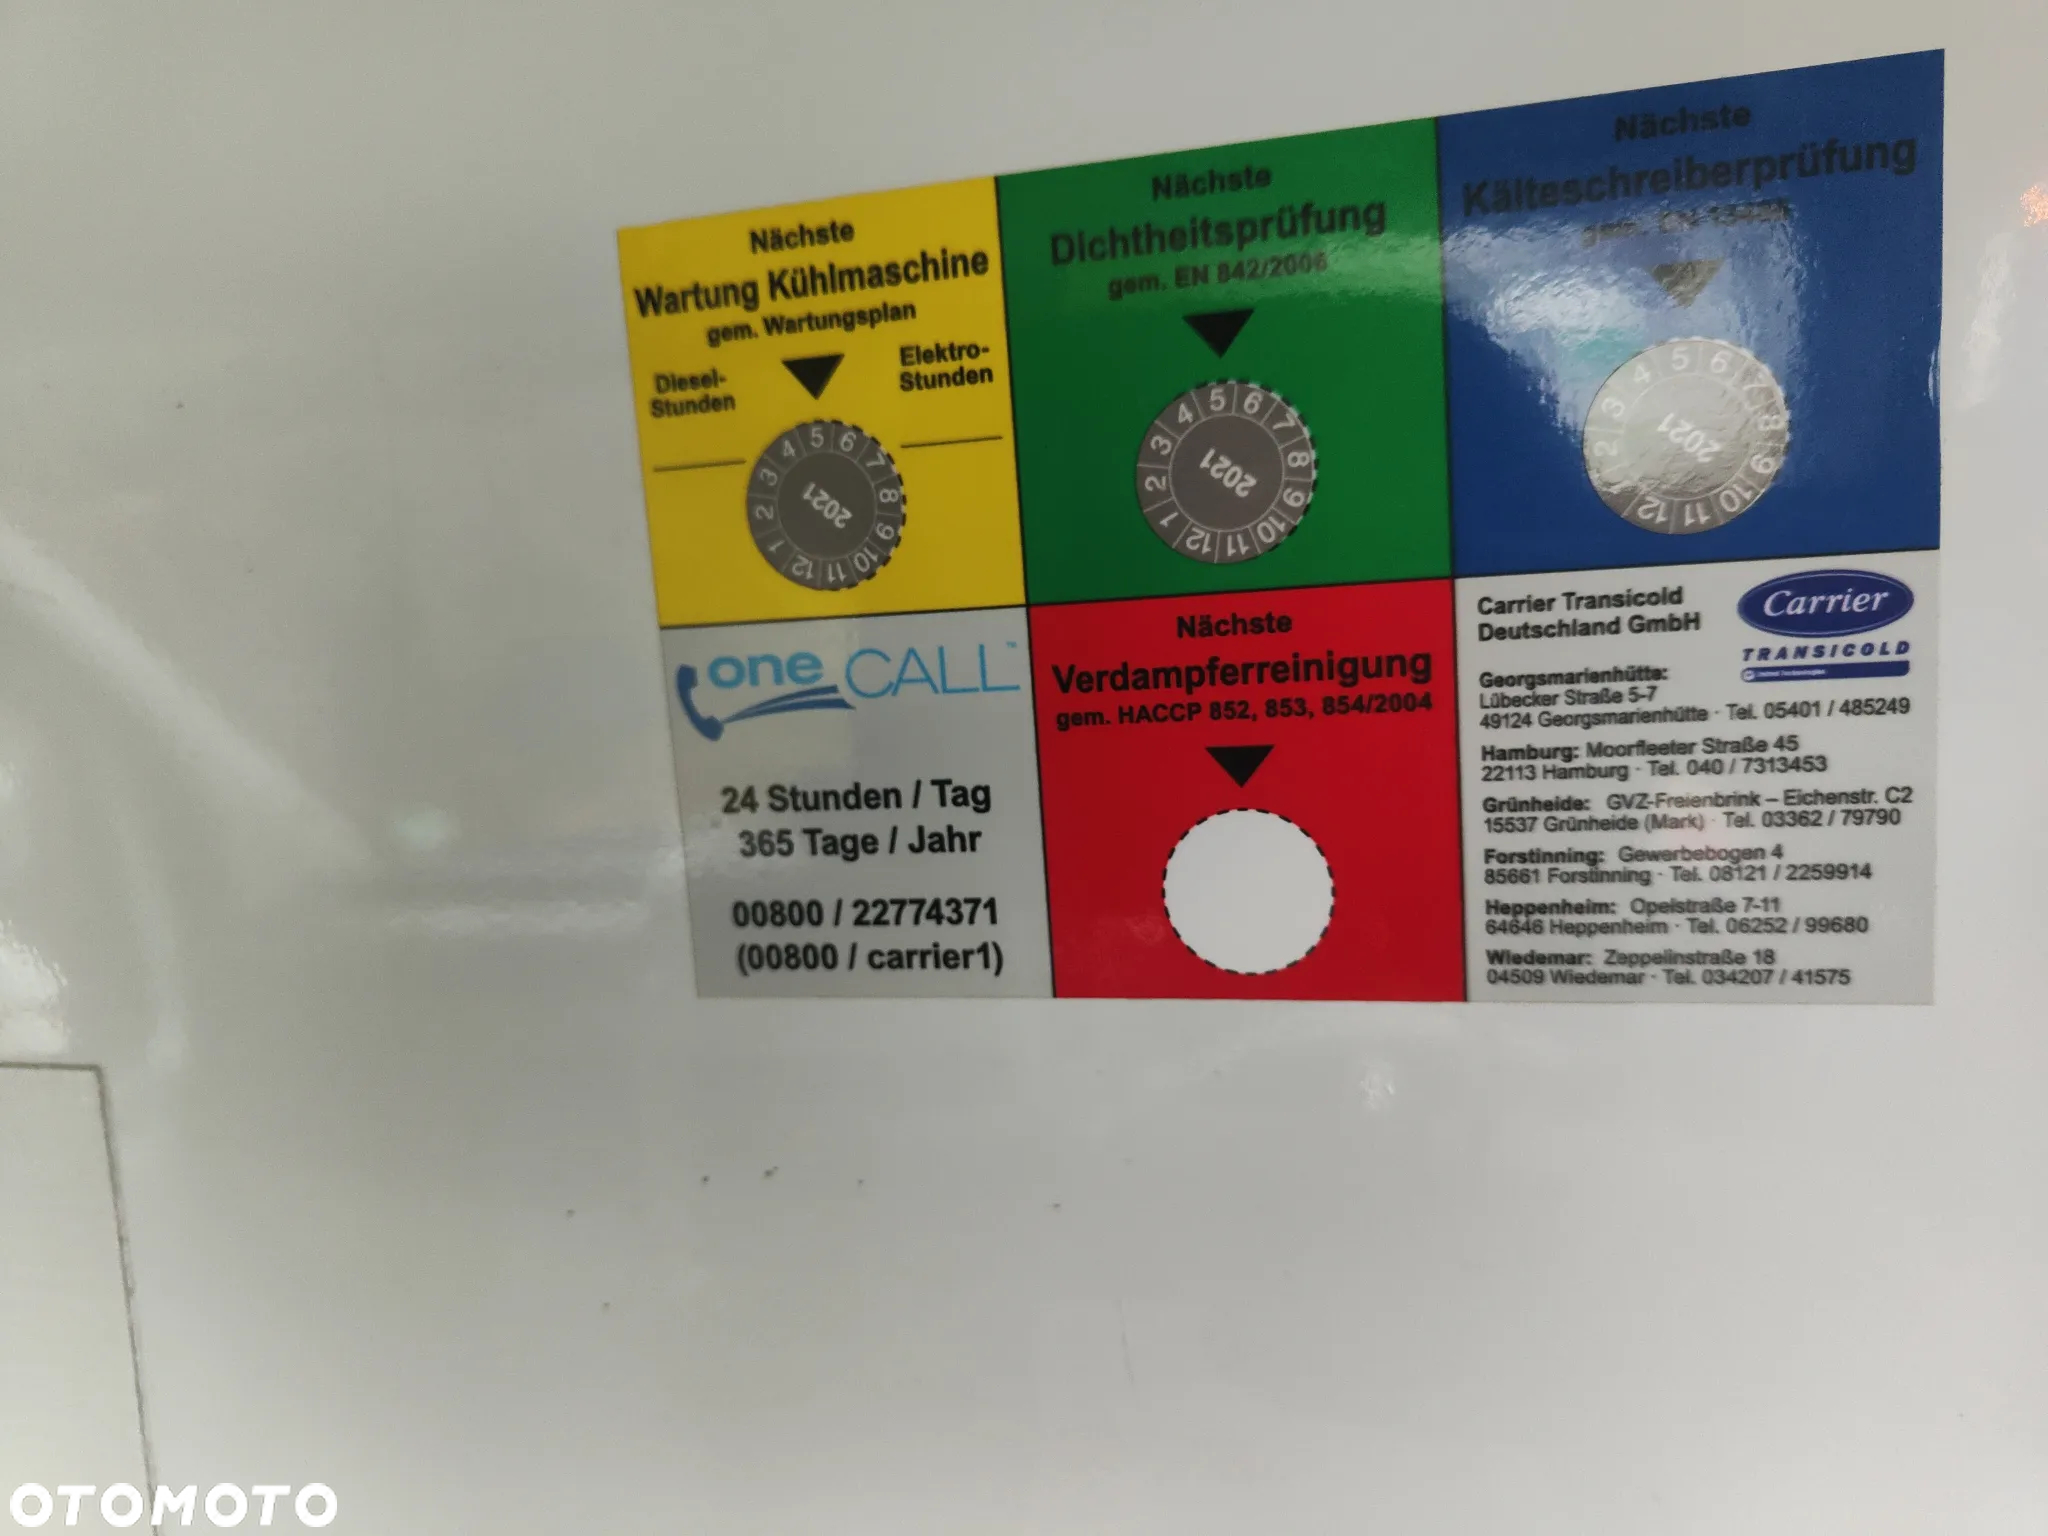 Nächste
Wartung Kühlmaschine
gem. Wartungsplan
Diesel-
Stunden
Elektro-
Stunden
1 2 3 4 5 6 7 8 9 10 11 12
2021
Nächste
Dichtheitsprüfung
gem. EN 842/2006
1 2 3 4 5 6 7 8 9 10 11 12
2021
Nächste
Kälteschreiberprüfung
gem. EN
2 3 4 5 6 7 8 9 10 11 12
2021
one CALL™
24 Stunden / Tag
365 Tage / Jahr
00800 / 22774371
(00800 / carrier1)
Nächste
Verdampferreinigung
gem. HACCP 852, 853, 854/2004
Carrier Transicold
Deutschland GmbH
Carrier
TRANSICOLD
United Technologies
Georgsmarienhütte:
Lübecker Straße 5-7
49124 Georgsmarienhütte · Tel. 05401 / 485249
Hamburg: Moorfleeter Straße 45
22113 Hamburg · Tel. 040 / 7313453
Grünheide: GVZ-Freienbrink – Eichenstr. C2
15537 Grünheide (Mark) · Tel. 03362 / 79790
Forstinning: Gewerbebogen 4
85661 Forstinning · Tel. 08121 / 2259914
Heppenheim: Opelstraße 7-11
64646 Heppenheim · Tel. 06252 / 99680
Wiedemar: Zeppelinstraße 18
04509 Wiedemar · Tel. 034207 / 41575
OTOMOTO